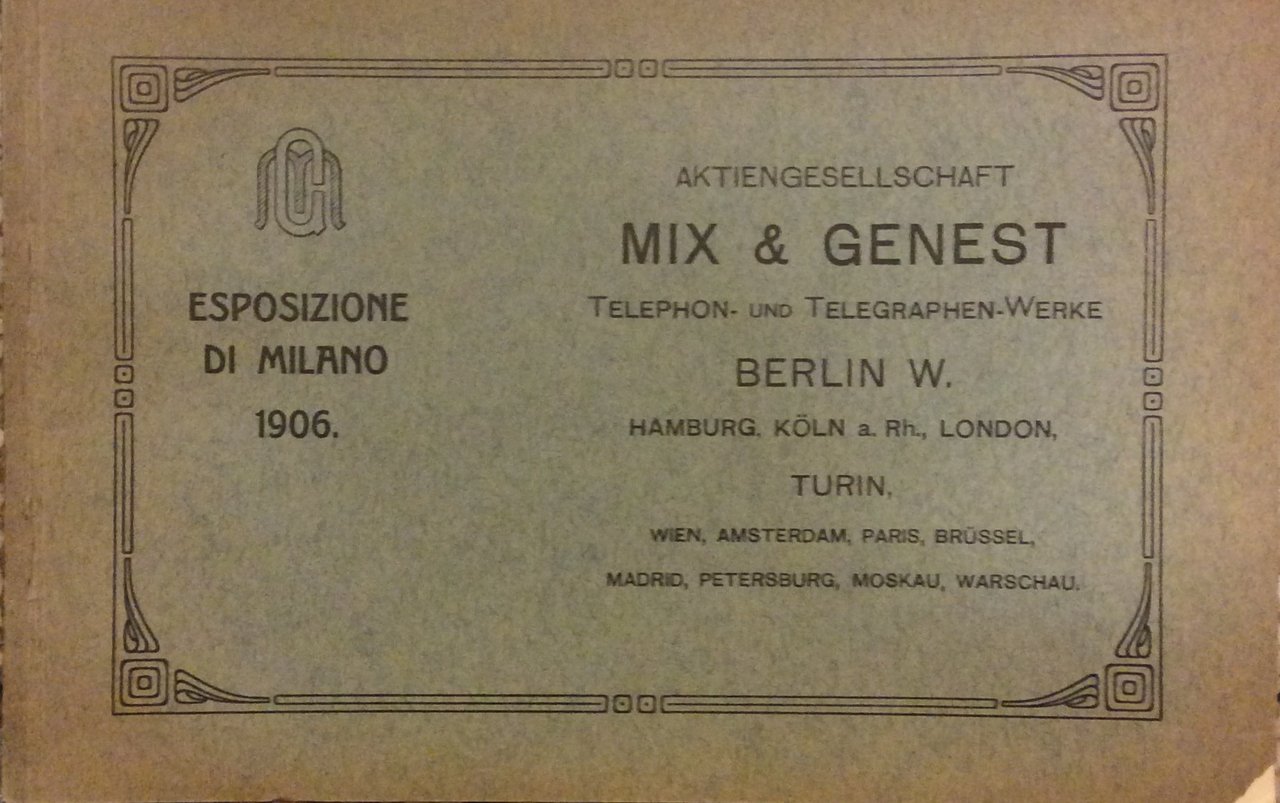 ESPOSIZIONE
DI MILANO
1906.
AKTIENGESELLSCHAFT
MIX & GENEST
TELEPHON- UND TELEGRAPHEN-WERKE
BERLIN W.
HAMBURG, KÖLN a. Rh., LONDON,
TURIN,
WIEN, AMSTERDAM, PARIS, BRÜSSEL,
MADRID, PETERSBURG, MOSKAU, WARSCHAU.